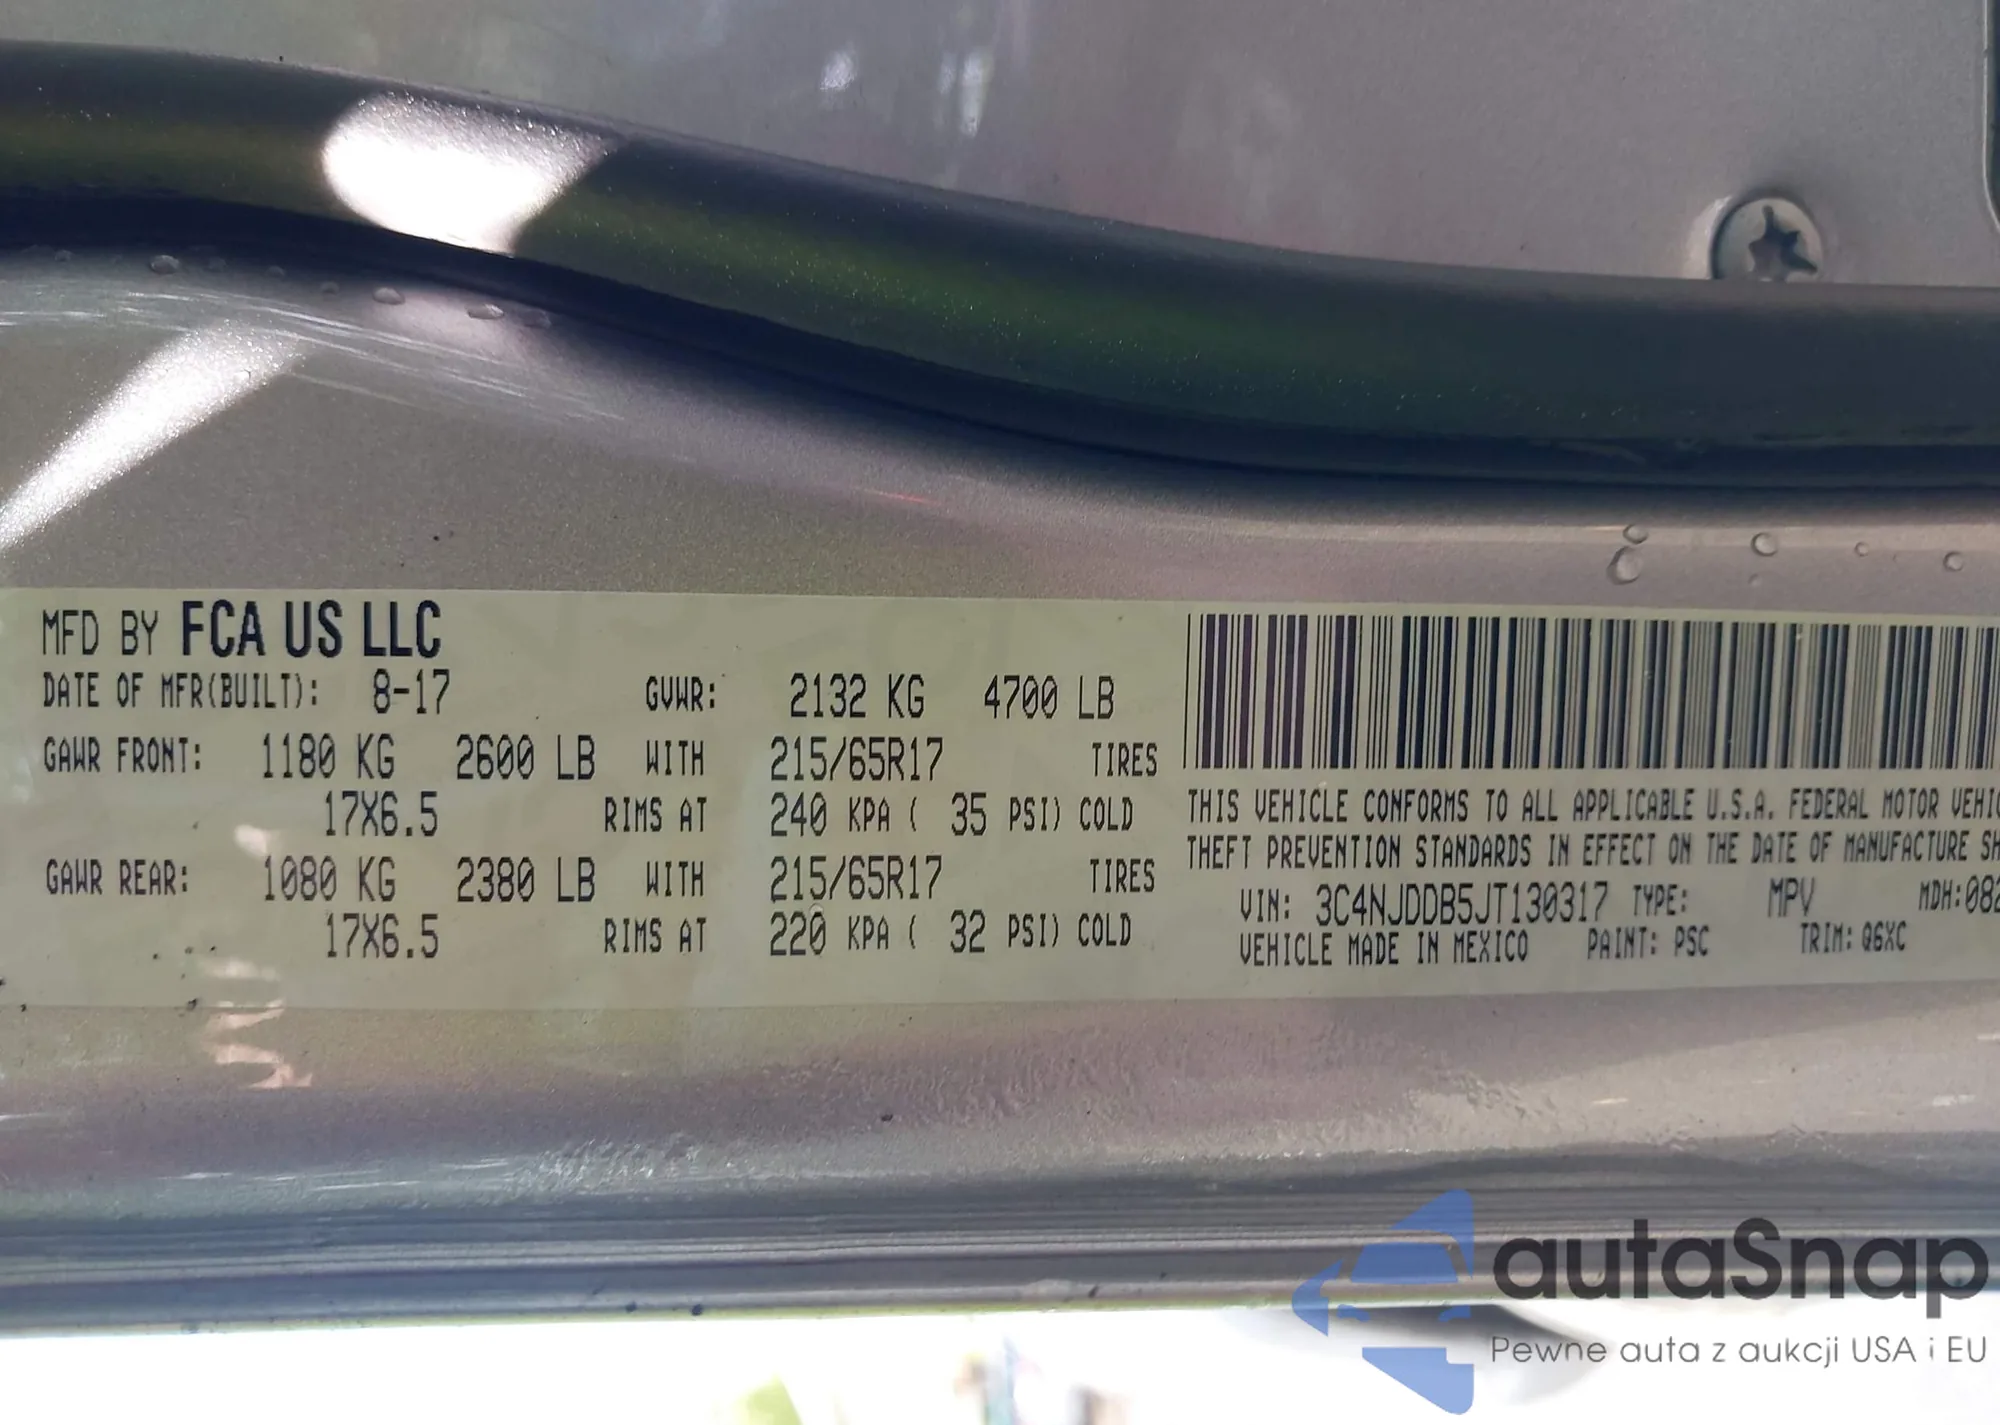 MFD BY FCA US LLC
DATE OF MFR(BUILT): 8-17 GVWR: 2132 KG 4700 LB
GAWR FRONT: 1180 KG 2600 LB WITH 215/65R17 TIRES
17X6.5 RIMS AT 240 KPA ( 35 PSI) COLD
GAWR REAR: 1080 KG 2380 LB WITH 215/65R17 TIRES
17X6.5 RIMS AT 220 KPA ( 32 PSI) COLD
THIS VEHICLE CONFORMS TO ALL APPLICABLE U.S.A. FEDERAL MOTOR VEHIC
THEFT PREVENTION STANDARDS IN EFFECT ON THE DATE OF MANUFACTURE SH
VIN: 3C4NJDDB5JT130317 TYPE: MPV MDH:082
VEHICLE MADE IN MEXICO PAINT: PSC TRIM: Q6XC
autaSnap
Pewne auta z aukcji USA i EU